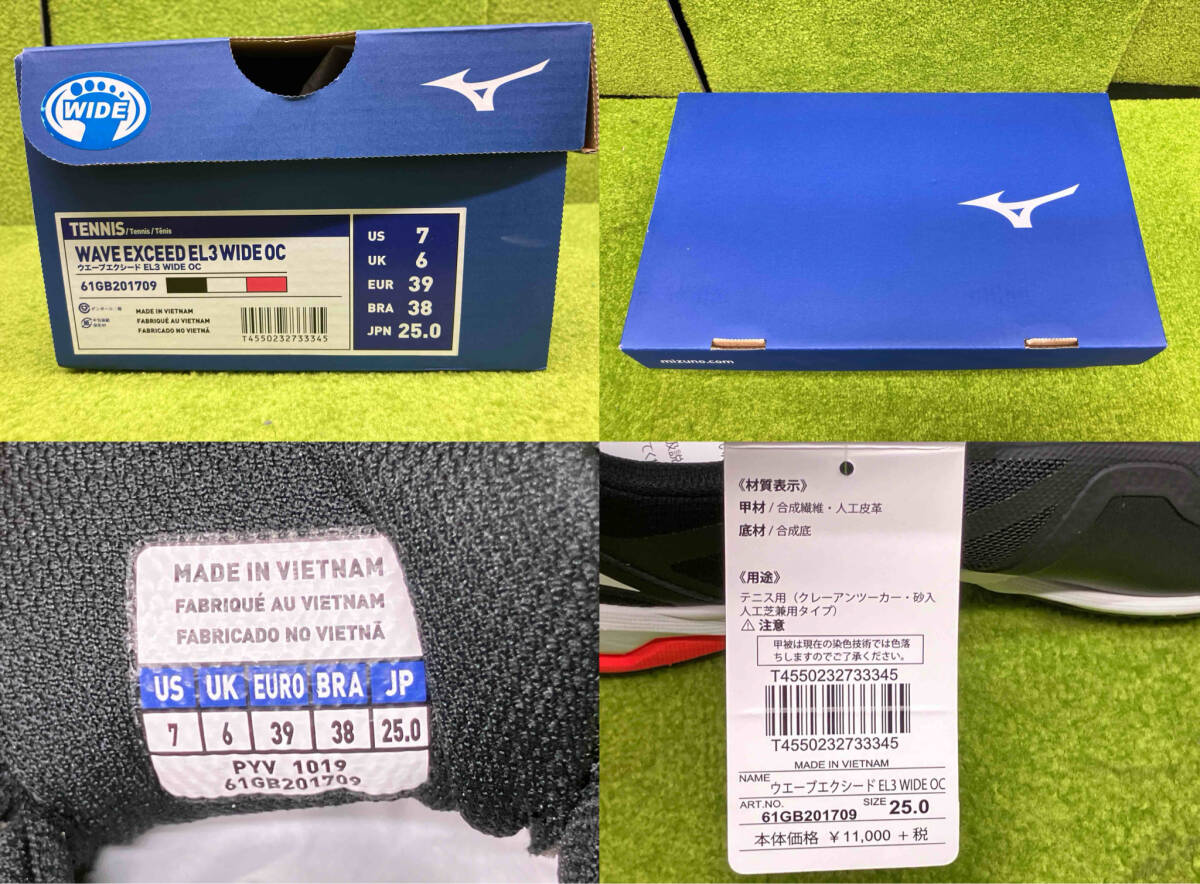 WIDE
TENNIS/Tennis/Tênis
WAVE EXCEED EL3 WIDE OC
ウエーブエクシード EL3 WIDE OC
61GB201709
MADE IN VIETNAM
FABRIQUÉ AU VIETNAM
FABRICADO NO VIETNÃ
T4550232733345
US 7
UK 6
EUR 39
BRA 38
JPN 25.0
mizuno.com
MADE IN VIETNAM
FABRIQUÉ AU VIETNAM
FABRICADO NO VIETNÃ
US UK EURO BRA JP
7 6 39 38 25.0
PYV 1019
61GB201709
《材質表示》
甲材 / 合成繊維・人工皮革
底材 / 合成底
《用途》
テニス用（クレーアンツーカー・砂入
人工芝兼用タイプ）
⚠ 注意
甲被は現在の染色技術では色落
ちしますのでご了承ください。
T4550232733345
T4550232733345
MADE IN VIETNAM
NAME ウエーブエクシード EL3 WIDE OC
ART.NO. 61GB201709 SIZE 25.0
本体価格 ￥11,000 +税